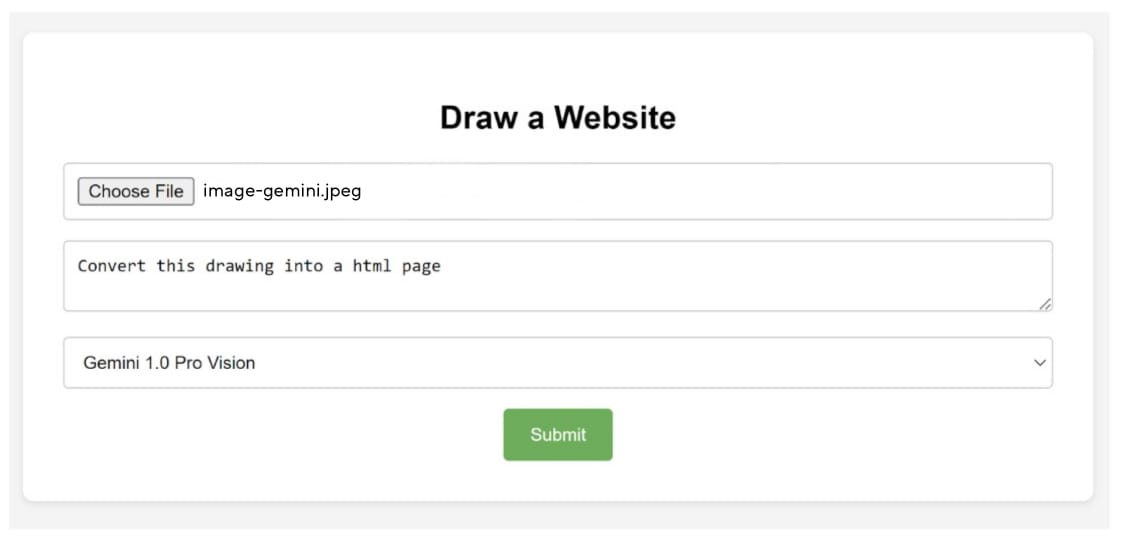 Draw a Website
Choose File image-gemini.jpeg
Convert this drawing into a html page
Gemini 1.0 Pro Vision
Submit